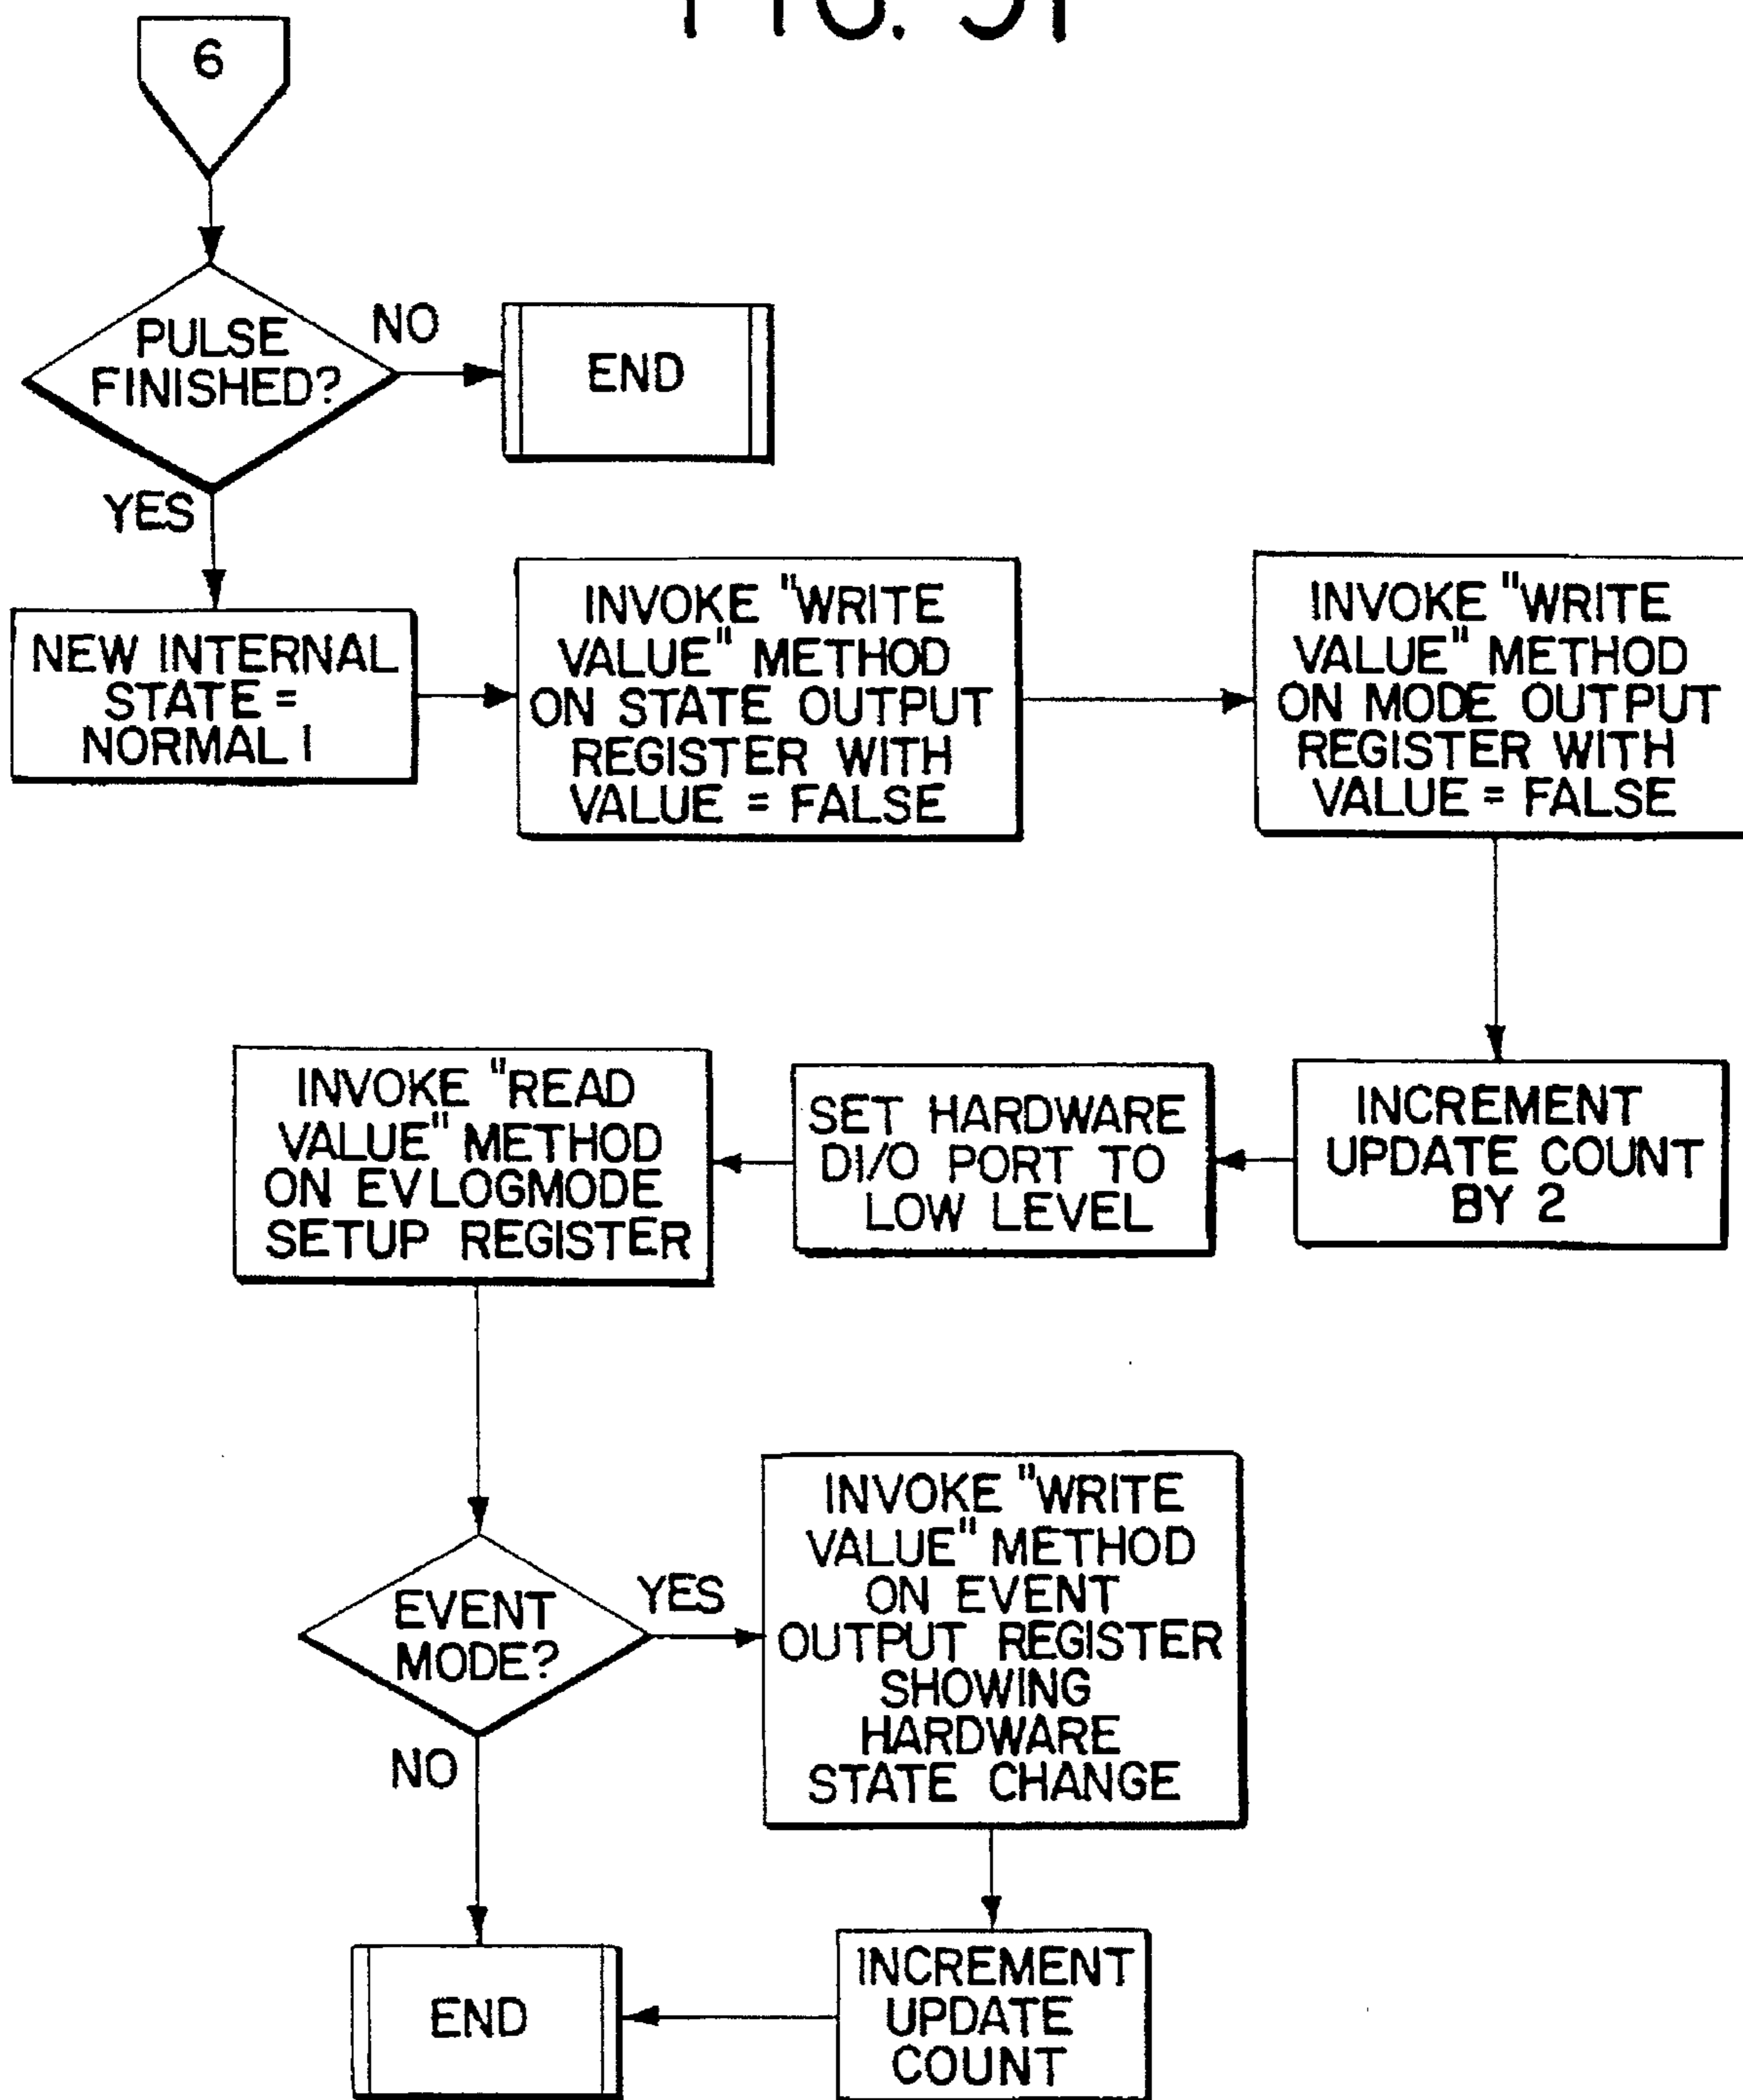 FIG. 51
6
PULSE
FINISHED?
NO
END
YES
NEW INTERNAL
STATE =
NORMAL 1
INVOKE "WRITE
VALUE" METHOD
ON STATE OUTPUT
REGISTER WITH
VALUE = FALSE
INVOKE "WRITE
VALUE" METHOD
ON MODE OUTPUT
REGISTER WITH
VALUE = FALSE
INCREMENT
UPDATE COUNT
BY 2
SET HARDWARE
DI/O PORT TO
LOW LEVEL
INVOKE "READ
VALUE" METHOD
ON EVLOGMODE
SETUP REGISTER
EVENT
MODE?
YES
INVOKE "WRITE
VALUE" METHOD
ON EVENT
OUTPUT REGISTER
SHOWING
HARDWARE
STATE CHANGE
NO
INCREMENT
UPDATE
COUNT
END